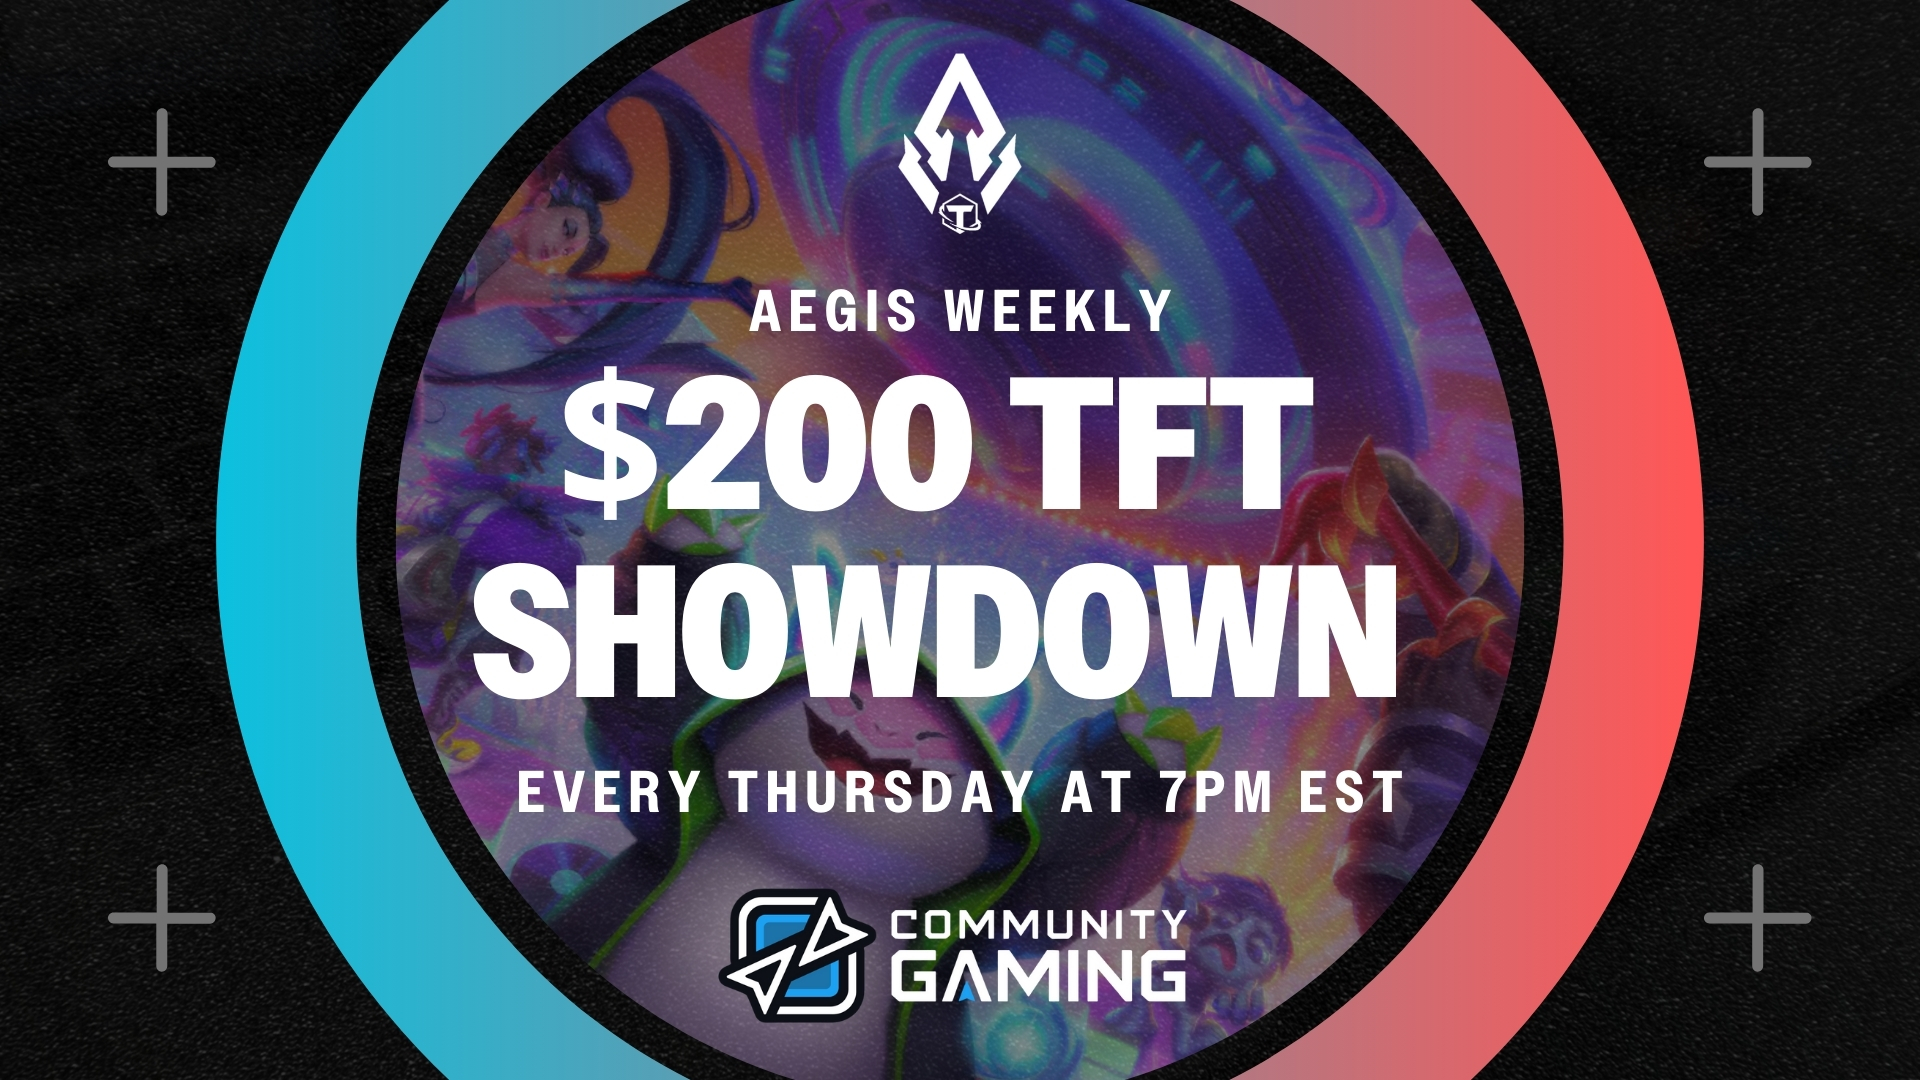 T
AEGIS WEEKLY
$200 TFT
SHOWDOWN
EVERY THURSDAY AT 7PM EST
COMMUNITY
GAMING